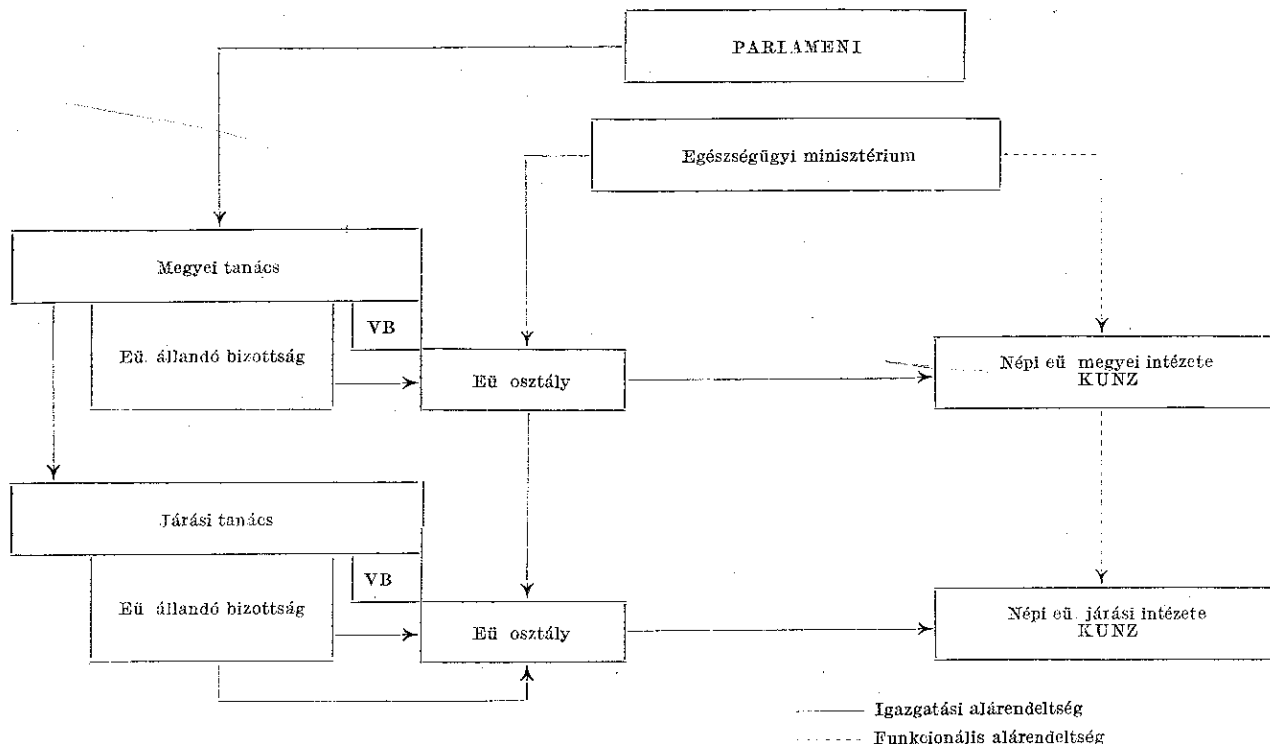 PARLAMENI
Egészségügyi minisztérium
Megyei tanács
VB
Eü. állandó bizottság
Eü osztály
Népi eü megyei intézete
KUNZ
Járási tanács
VB
Eü állandó bizottság
Eü osztály
Népi eü. járási intézete
KUNZ
Igazgatási alárendeltség
Funkcionális alárendeltség